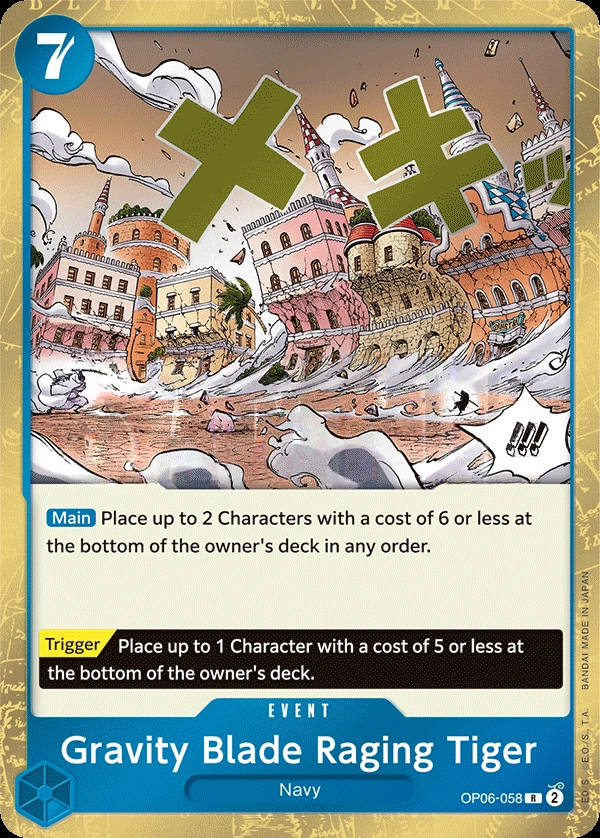 7
メキッ
!!!
Main Place up to 2 Characters with a cost of 6 or less at
the bottom of the owner's deck in any order.
Trigger Place up to 1 Character with a cost of 5 or less at
the bottom of the owner's deck.
EVENT
Gravity Blade Raging Tiger
Navy
OP06-058 R 2
©E.O./S., T.A. BANDAI MADE IN JAPAN